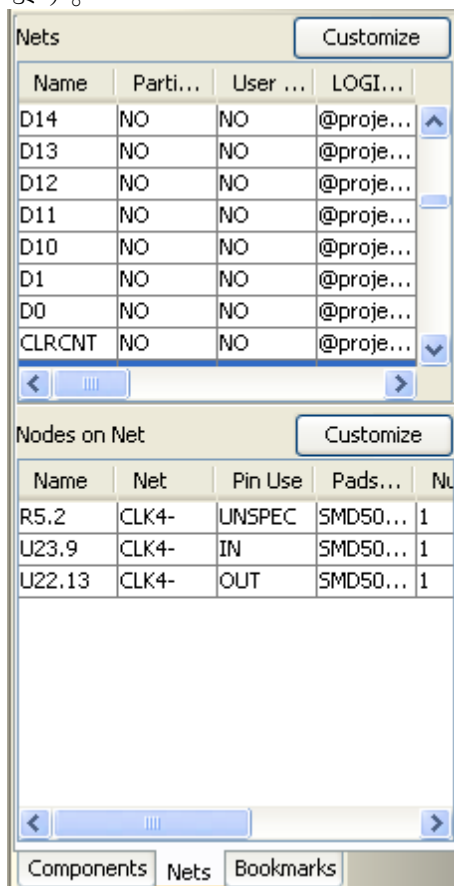 ます。
Nets Customize
Name Parti... User ... LOGI...
D14 NO NO @proje...
D13 NO NO @proje...
D12 NO NO @proje...
D11 NO NO @proje...
D10 NO NO @proje...
D1 NO NO @proje...
D0 NO NO @proje...
CLRCNT NO NO @proje...
Nodes on Net Customize
Name Net Pin Use Pads... Nu
R5.2 CLK4- UNSPEC SMD50... 1
U23.9 CLK4- IN SMD50... 1
U22.13 CLK4- OUT SMD50... 1
Components Nets Bookmarks